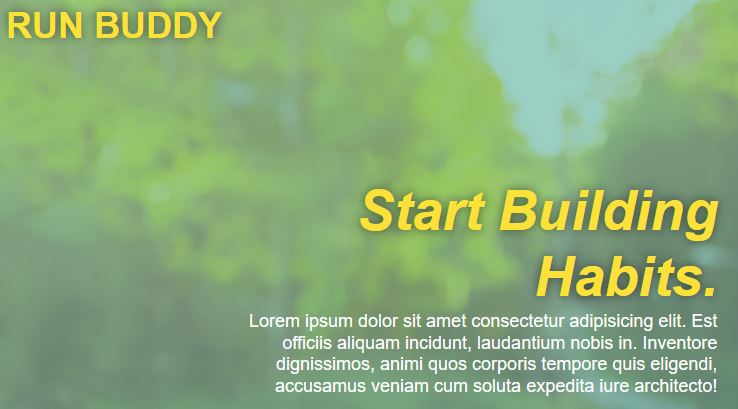 RUN BUDDY
Start Building
Habits.
Lorem ipsum dolor sit amet consectetur adipisicing elit. Est
officiis aliquam incidunt, laudantium nobis in. Inventore
dignissimos, animi quos corporis tempore quis eligendi,
accusamus veniam cum soluta expedita iure architecto!